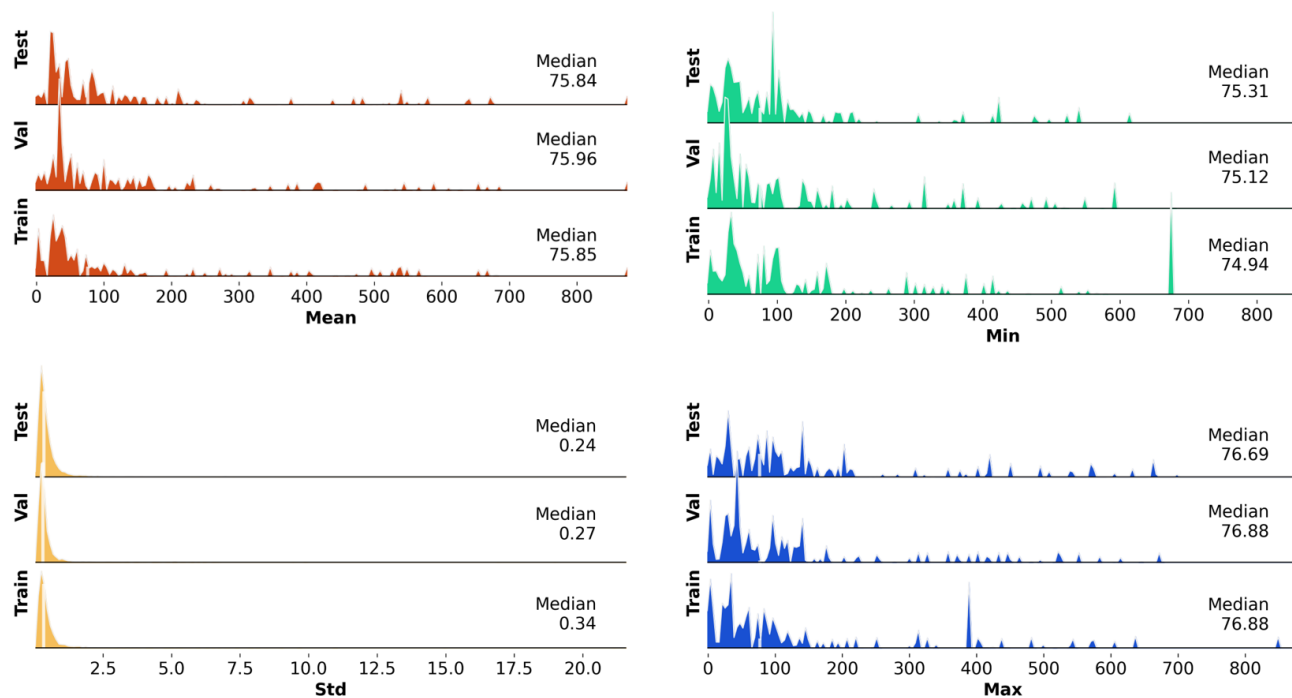 Test
Median
75.84
Val
Median
75.96
Train
Median
75.85
0 100 200 300 400 500 600 700 800
Mean
Test
Median
75.31
Val
Median
75.12
Train
Median
74.94
0 100 200 300 400 500 600 700 800
Min
Test
Median
0.24
Val
Median
0.27
Train
Median
0.34
2.5 5.0 7.5 10.0 12.5 15.0 17.5 20.0
Std
Test
Median
76.69
Val
Median
76.88
Train
Median
76.88
0 100 200 300 400 500 600 700 800
Max